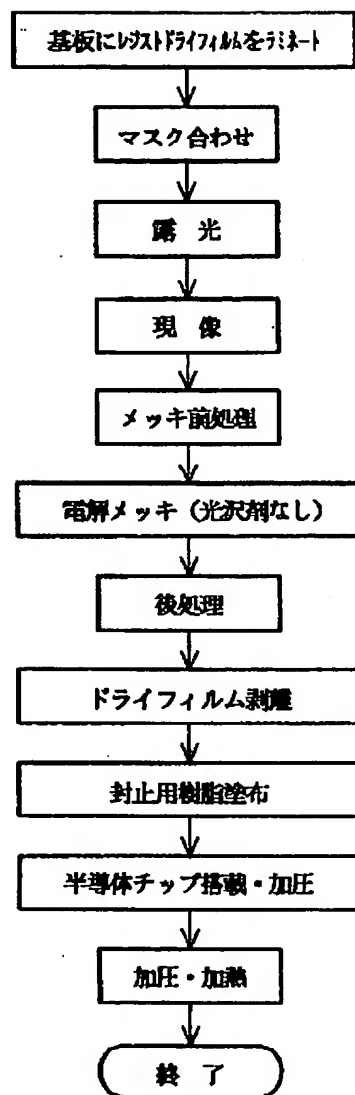 基板にレジストドライフィルムをラミネート
マスク合わせ
露 光
現 像
メッキ前処理
電解メッキ（光沢剤なし）
後処理
ドライフィルム剥離
封止用樹脂塗布
半導体チップ搭載・加圧
加圧・加熱
終 了